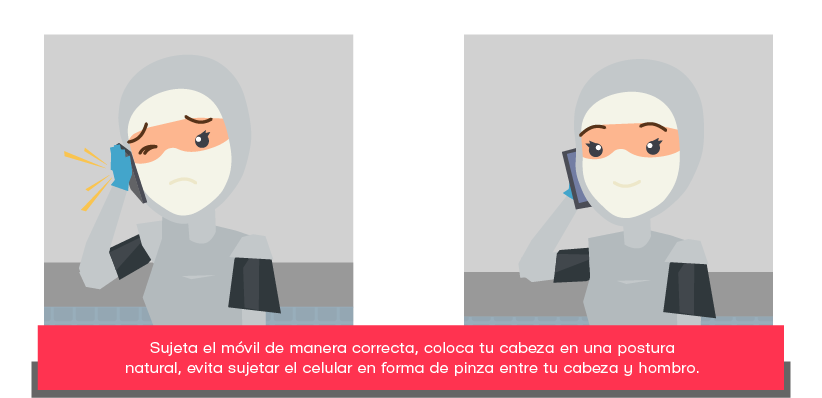 Sujeta el móvil de manera correcta, coloca tu cabeza en una postura
natural, evita sujetar el celular en forma de pinza entre tu cabeza y hombro.